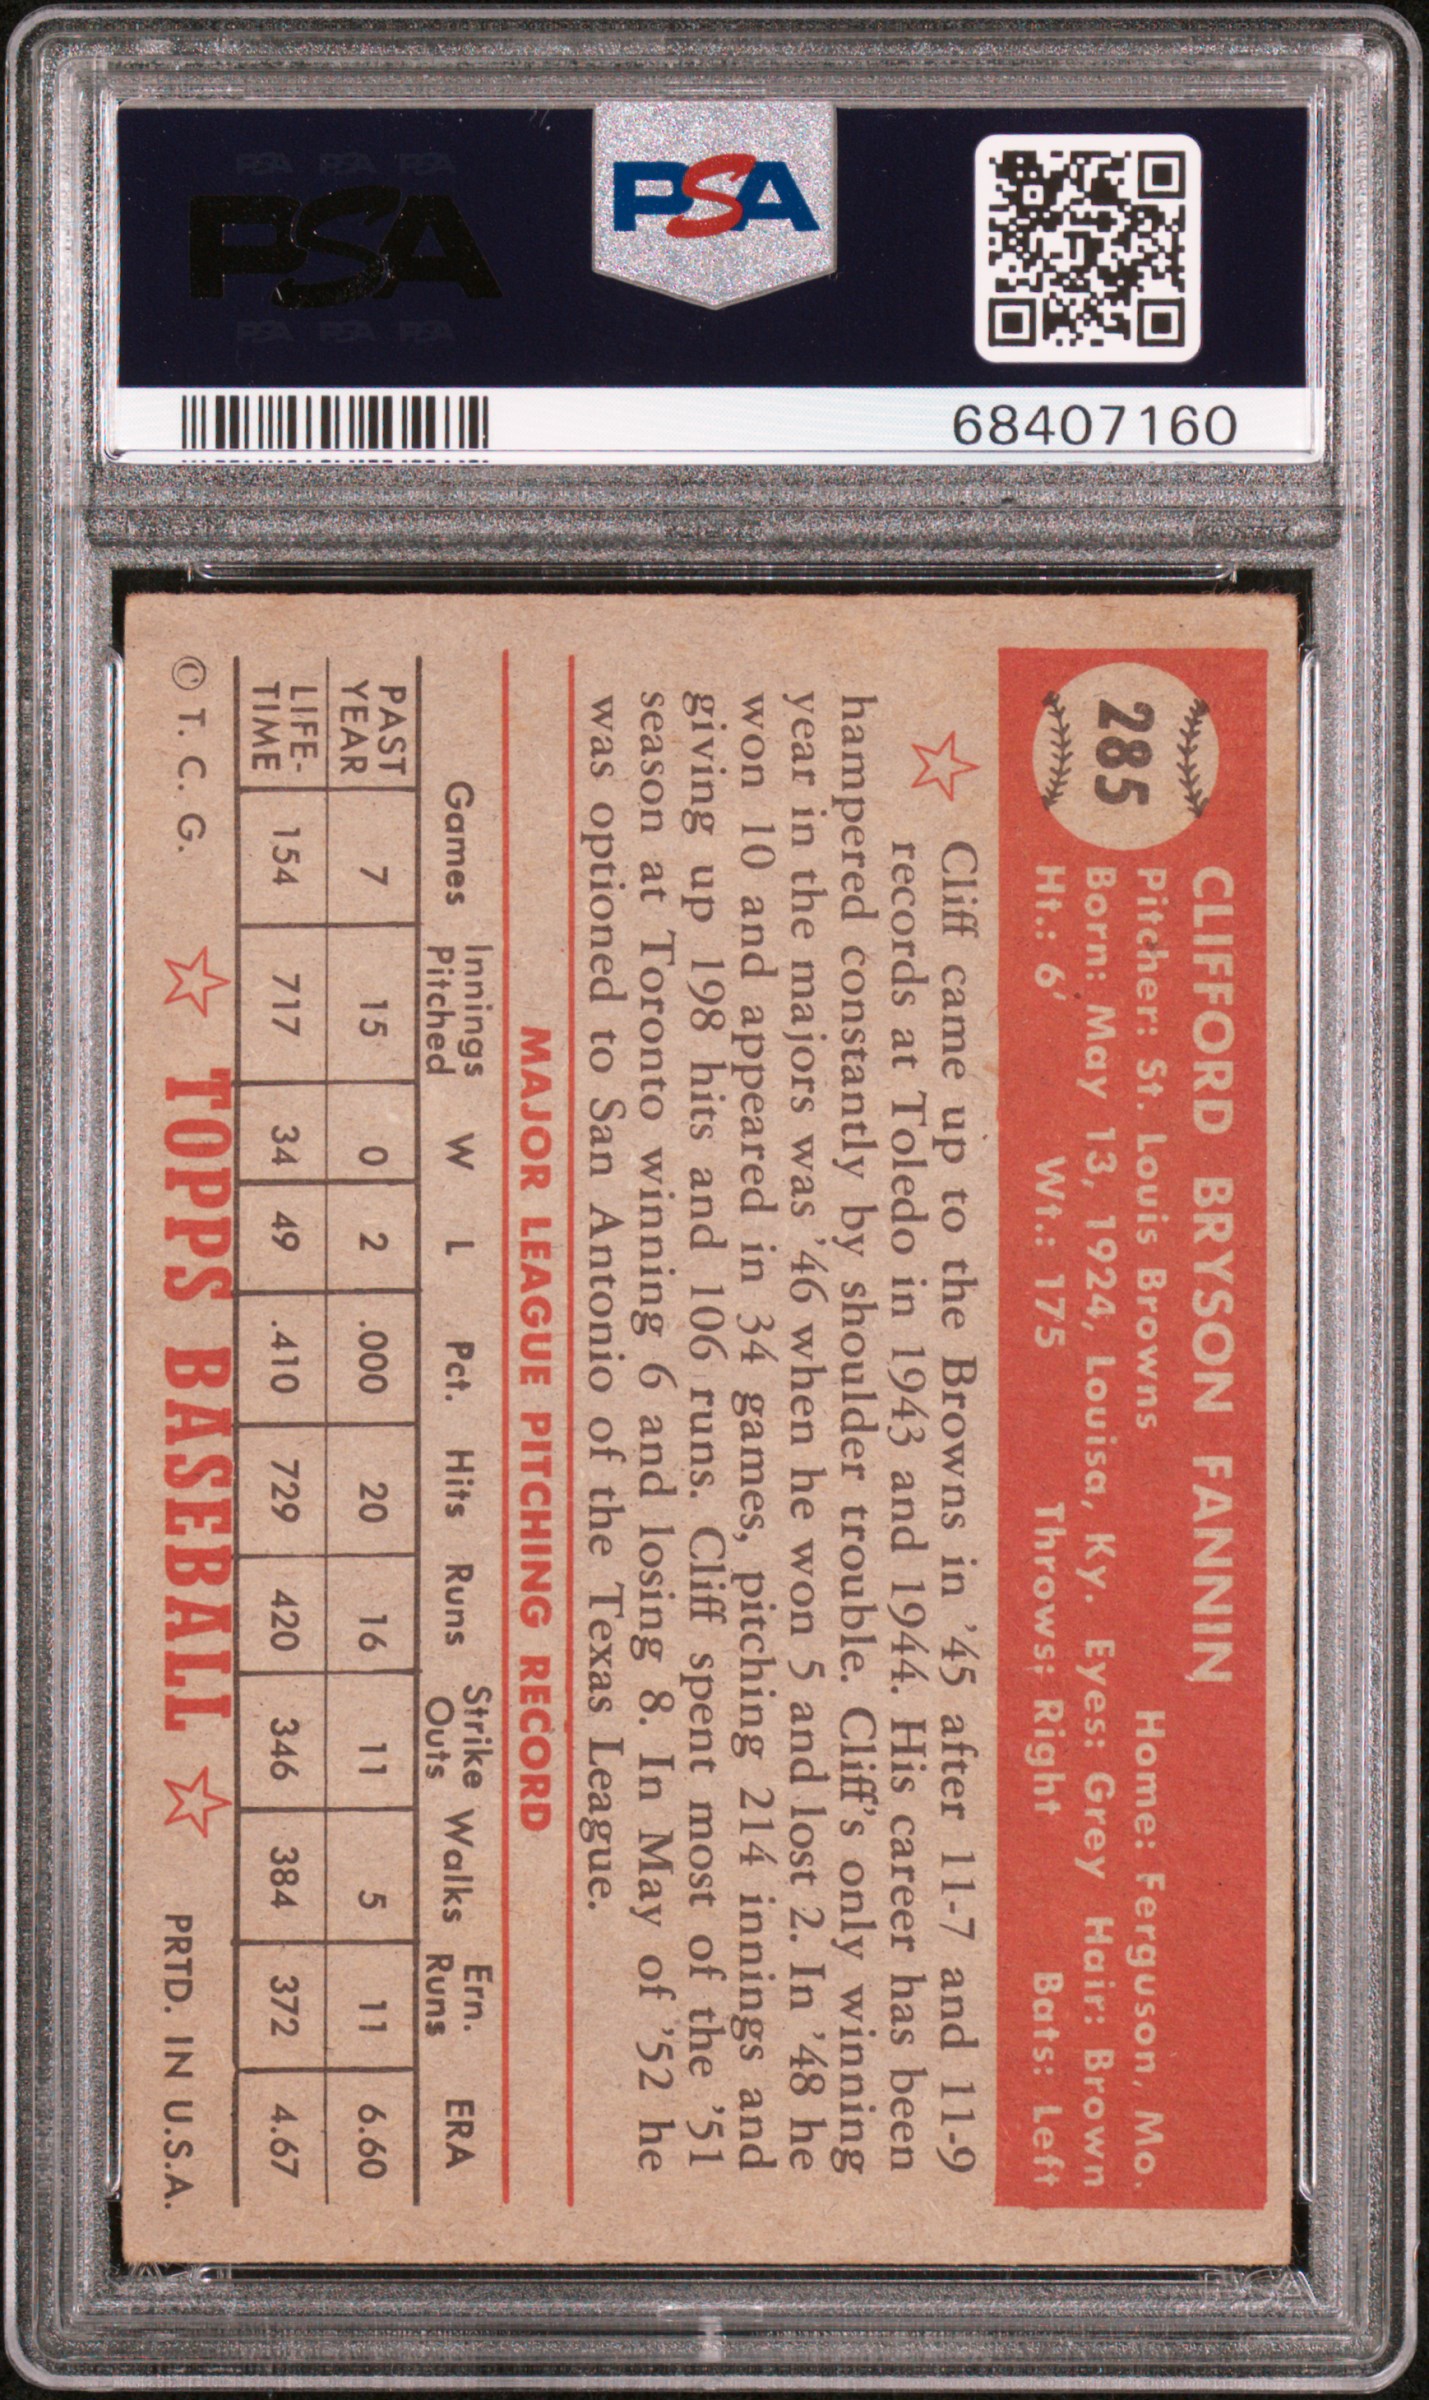 PSA PSA PSA
PSA
PSA PSA PSA
PSA
68407160
285
CLIFFORD BRYSON FANNIN
Pitcher: St. Louis Browns Home: Ferguson, Mo.
Born: May 13, 1924, Louisa, Ky. Eyes: Grey Hair: Brown
Ht.: 6' Wt.: 175 Throws: Right Bats: Left
Cliff came up to the Browns in '45 after 11-7 and 11-9
records at Toledo in 1943 and 1944. His career has been
hampered constantly by shoulder trouble. Cliff's only winning
year in the majors was '46 when he won 5 and lost 2. In '48 he
won 10 and appeared in 34 games, pitching 214 innings and
giving up 198 hits and 106 runs. Cliff spent most of the '51
season at Toronto winning 6 and losing 8. In May of '52 he
was optioned to San Antonio of the Texas League.
MAJOR LEAGUE PITCHING RECORD
Games Innings Pitched W L Pct. Hits Runs Strike Outs Walks Ern. Runs ERA
PAST YEAR 7 15 0 2 .000 20 16 11 5 11 6.60
LIFE-TIME 154 717 34 49 .410 729 420 346 384 372 4.67
© T. C. G. TOPPS BASEBALL PRTD. IN U.S.A.
PSA